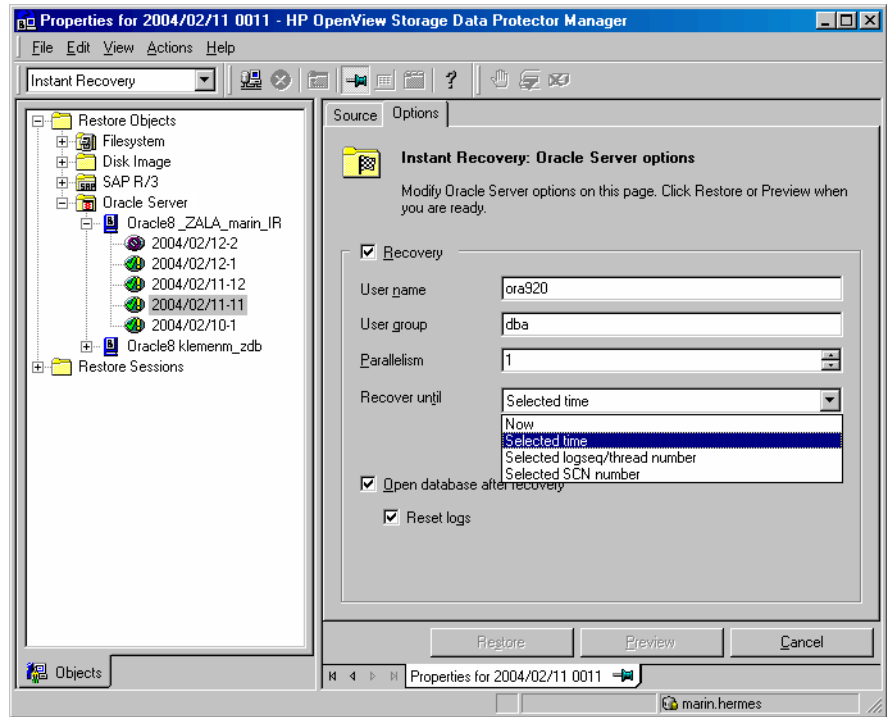 Properties for 2004/02/11 0011 - HP OpenView Storage Data Protector Manager
File Edit View Actions Help
Instant Recovery
Restore Objects
Filesystem
Disk Image
SAP R/3
Oracle Server
Oracle8 _ZALA_marin_IR
2004/02/12-2
2004/02/12-1
2004/02/11-12
2004/02/11-11
2004/02/10-1
Oracle8 klemenm_zdb
Restore Sessions
Objects
Source Options
Instant Recovery: Oracle Server options
Modify Oracle Server options on this page. Click Restore or Preview when
you are ready.
Recovery
User name ora920
User group dba
Parallelism 1
Recover until Selected time
Now
Selected time
Selected logseq/thread number
Selected SCN number
Open database after recovery
Reset logs
Restore Preview Cancel
Properties for 2004/02/11 0011
marin.hermes